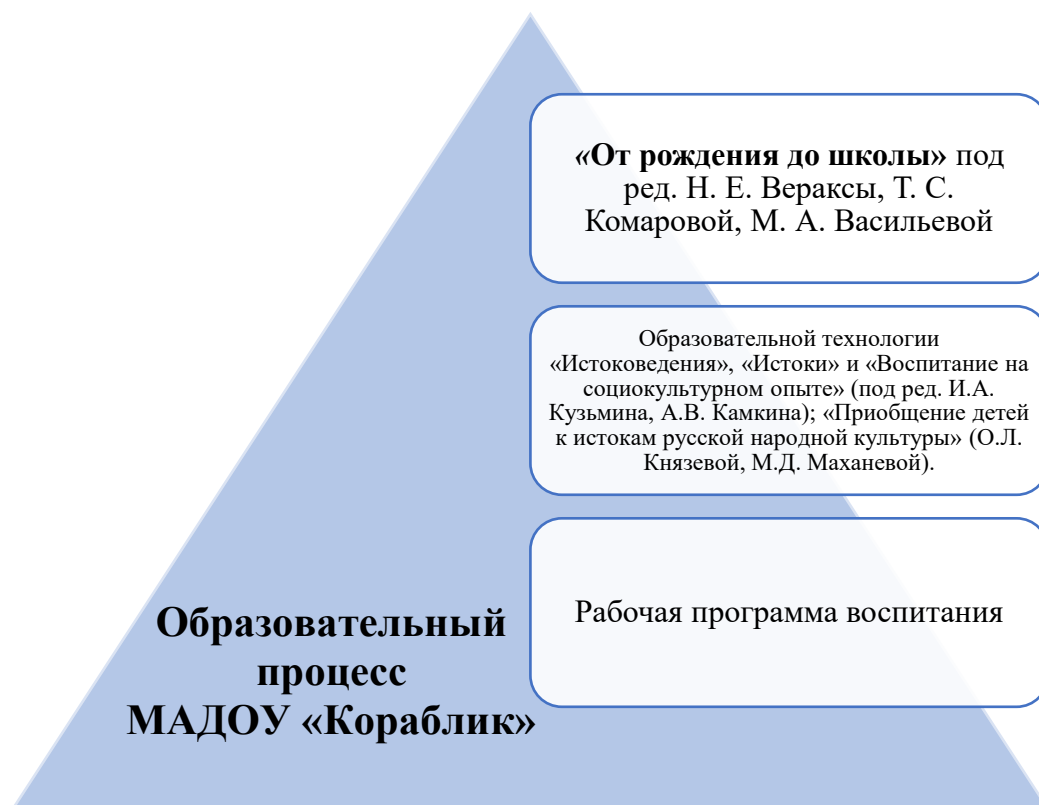 «От рождения до школы» под
ред. Н. Е. Вераксы, Т. С.
Комаровой, М. А. Васильевой
Образовательной технологии
«Истоковедения», «Истоки» и «Воспитание на
социокультурном опыте» (под ред. И.А.
Кузьмина, А.В. Камкина); «Приобщение детей
к истокам русской народной культуры» (О.Л.
Князевой, М.Д. Маханевой).
Рабочая программа воспитания
Образовательный
процесс
МАДОУ «Кораблик»